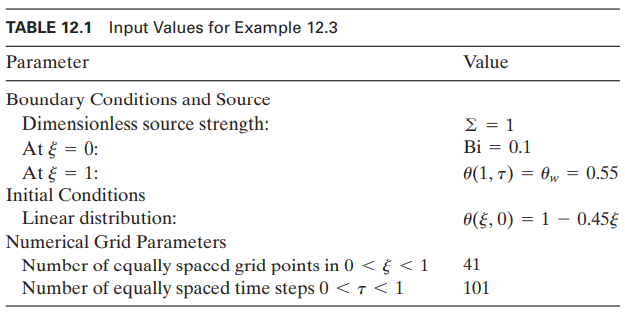 TABLE 12.1 Input Values for Example 12.3
Parameter Value
Boundary Conditions and Source
Dimensionless source strength: Σ = 1
At ξ = 0: Bi = 0.1
At ξ = 1: θ(1, τ) = θw = 0.55
Initial Conditions
Linear distribution: θ(ξ, 0) = 1 − 0.45ξ
Numerical Grid Parameters
Number of equally spaced grid points in 0 < ξ < 1 41
Number of equally spaced time steps 0 < τ < 1 101